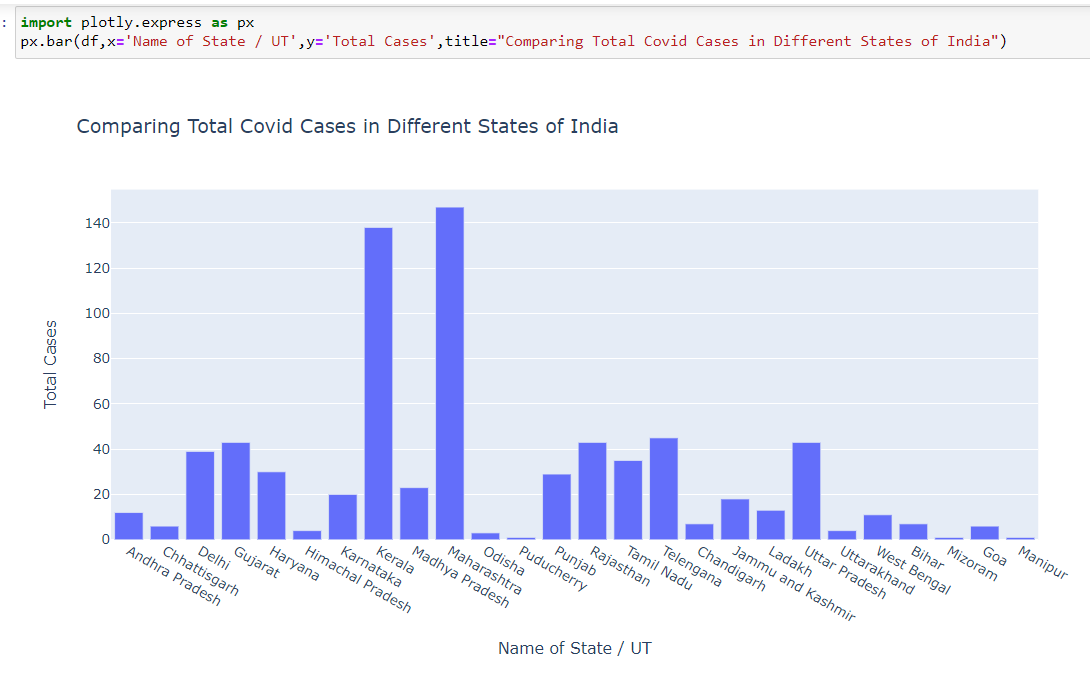 : import plotly.express as px
px.bar(df,x='Name of State / UT',y='Total Cases',title="Comparing Total Covid Cases in Different States of India")
Comparing Total Covid Cases in Different States of India
140
120
100
80
60
40
20
0
Total Cases
Andhra Pradesh
Chhattisgarh
Delhi
Gujarat
Haryana
Himachal Pradesh
Karnataka
Kerala
Madhya Pradesh
Maharashtra
Odisha
Puducherry
Punjab
Rajasthan
Tamil Nadu
Telengana
Chandigarh
Jammu and Kashmir
Ladakh
Uttar Pradesh
Uttarakhand
West Bengal
Bihar
Mizoram
Goa
Manipur
Name of State / UT